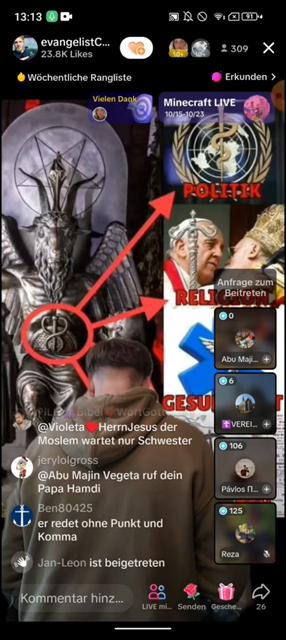 13:13
91
evangelistC...
23.8K Likes
309
Wöchentliche Rangliste
Erkunden >
Vielen Dank
Minecraft LIVE
10/15-10/23
POLITIK
Anfrage zum
Beitreten
0
Abu Maji...
6
VEREI...
106
Pávlos Π...
125
Reza
@Violeta❤️HerrnJesus der
Moslem wartet nur Schwester
jerylolgross
@Abu Majin Vegeta ruf dein
Papa Hamdi
Ben80425
er redet ohne Punkt und
Komma
Jan-Leon ist beigetreten
Kommentar hinz...
LIVE mi...
Senden
Gesche...
26